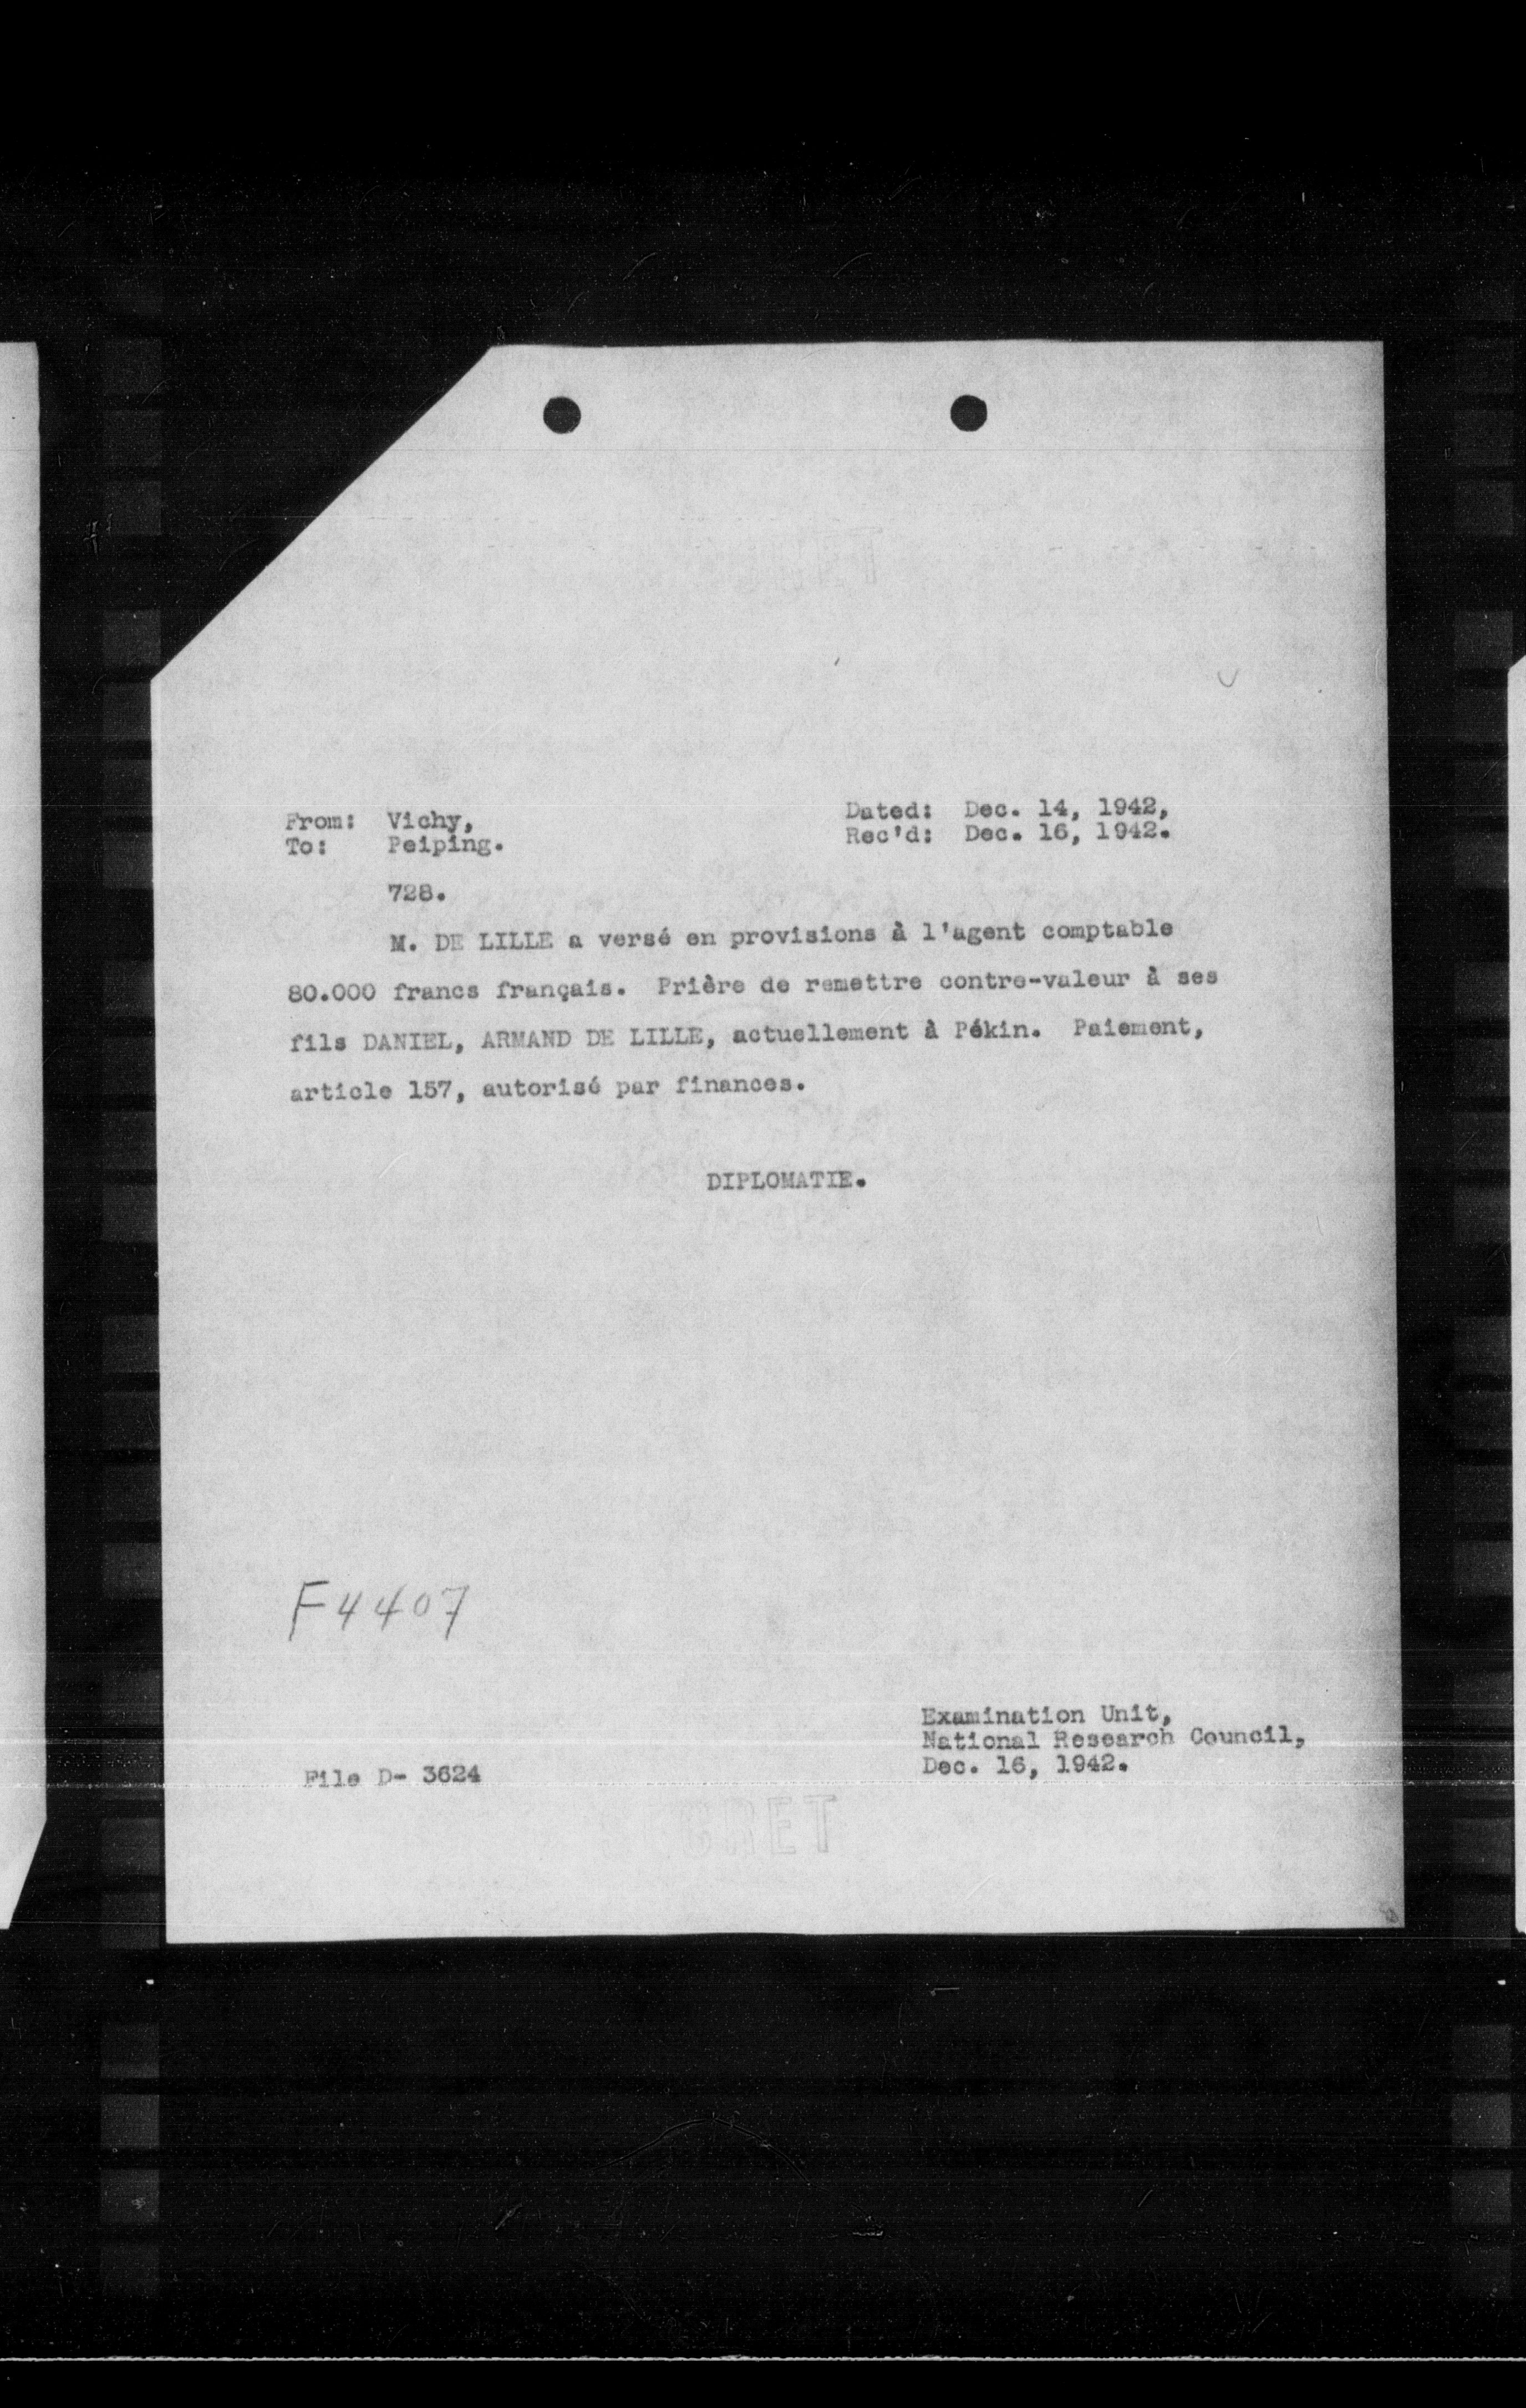 From: Vichy,
To: Peiping.
Dated: Dec. 14, 1942,
Rec'd: Dec. 16, 1942.
728.
M. DE LILLE a versé en provisions à l'agent comptable
80.000 francs français. Prière de remettre contre-valeur à ses
fils DANIEL, ARMAND DE LILLE, actuellement à Pékin. Paiement,
article 157, autorisé par finances.
DIPLOMATIE.
F4407
Examination Unit,
National Research Council,
Dec. 16, 1942.
File D- 3624